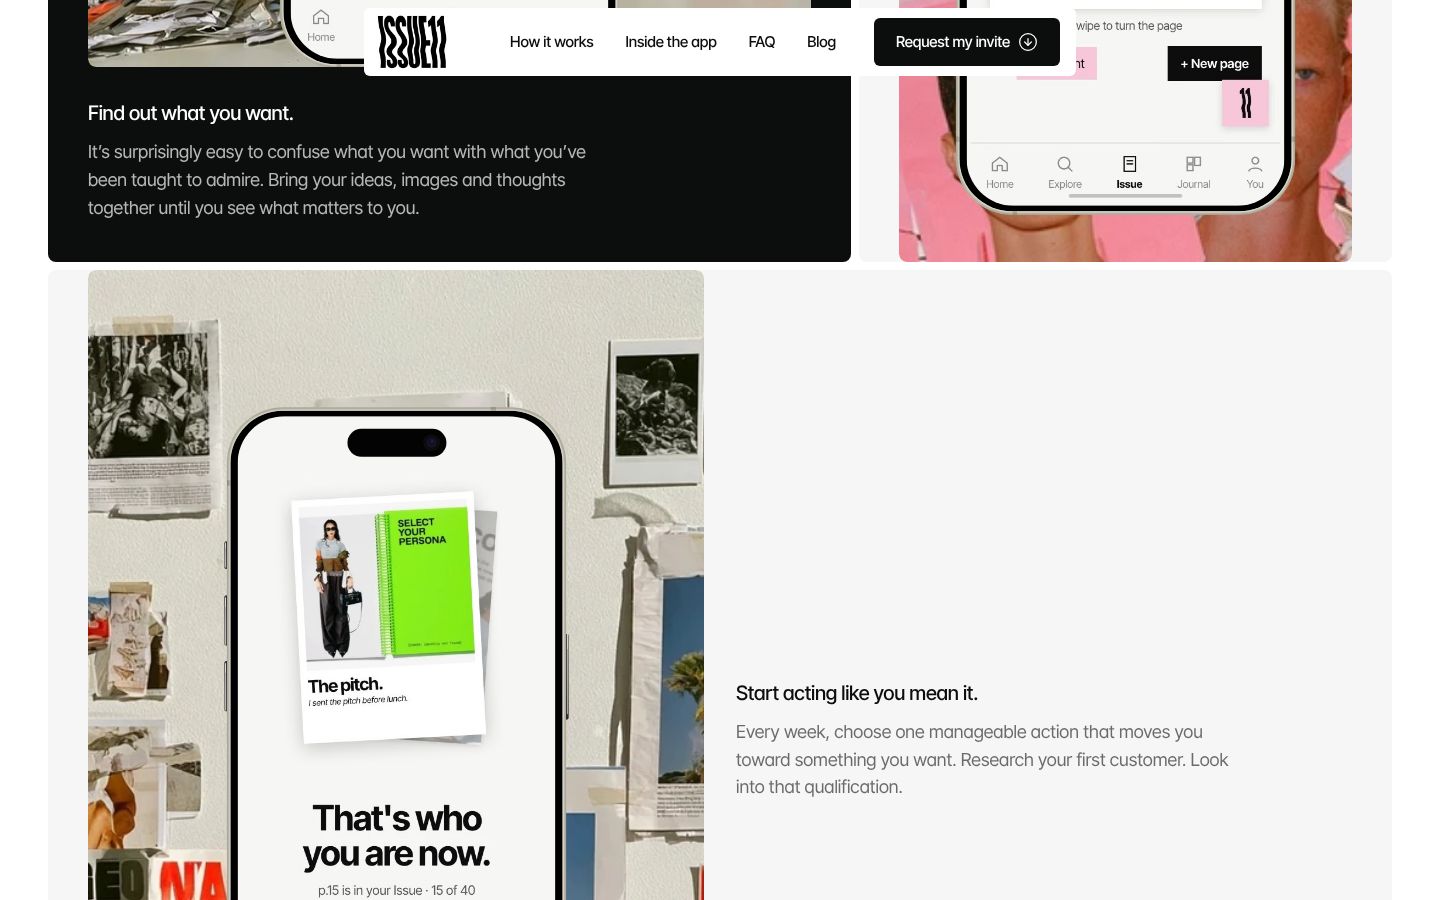 Home
ISSUE11
How it works
Inside the app
FAQ
Blog
Request my invite
wipe to turn the page
nt
+ New page
11
Home
Explore
Issue
Journal
You
Find out what you want.
It’s surprisingly easy to confuse what you want with what you’ve
been taught to admire. Bring your ideas, images and thoughts
together until you see what matters to you.
SELECT
YOUR
PERSONA
The pitch.
I sent the pitch before lunch.
That's who
you are now.
p.15 is in your Issue · 15 of 40
Start acting like you mean it.
Every week, choose one manageable action that moves you
toward something you want. Research your first customer. Look
into that qualification.